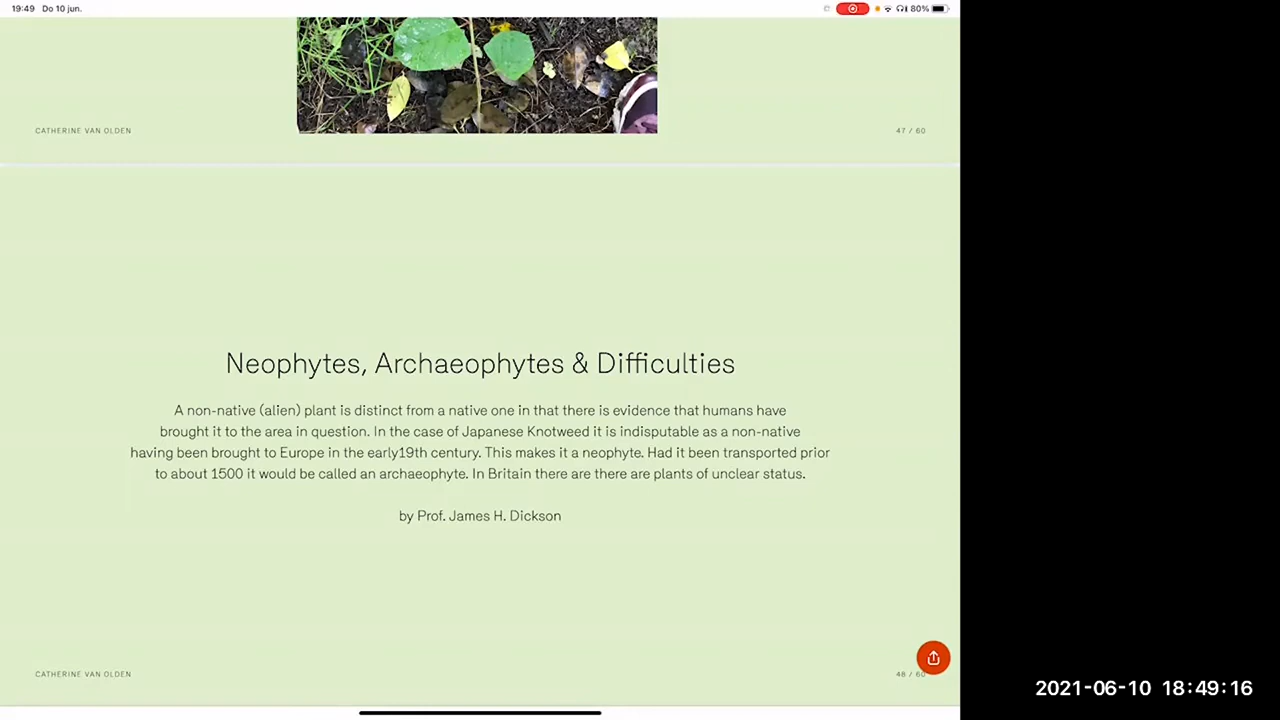 19:49 Do 10 jun.
80%
CATHERINE VAN OLDEN
47 / 60
Neophytes, Archaeophytes & Difficulties
A non-native (alien) plant is distinct from a native one in that there is evidence that humans have
brought it to the area in question. In the case of Japanese Knotweed it is indisputable as a non-native
having been brought to Europe in the early19th century. This makes it a neophyte. Had it been transported prior
to about 1500 it would be called an archaeophyte. In Britain there are there are plants of unclear status.
by Prof. James H. Dickson
CATHERINE VAN OLDEN
48 / 60
2021-06-10 18:49:16